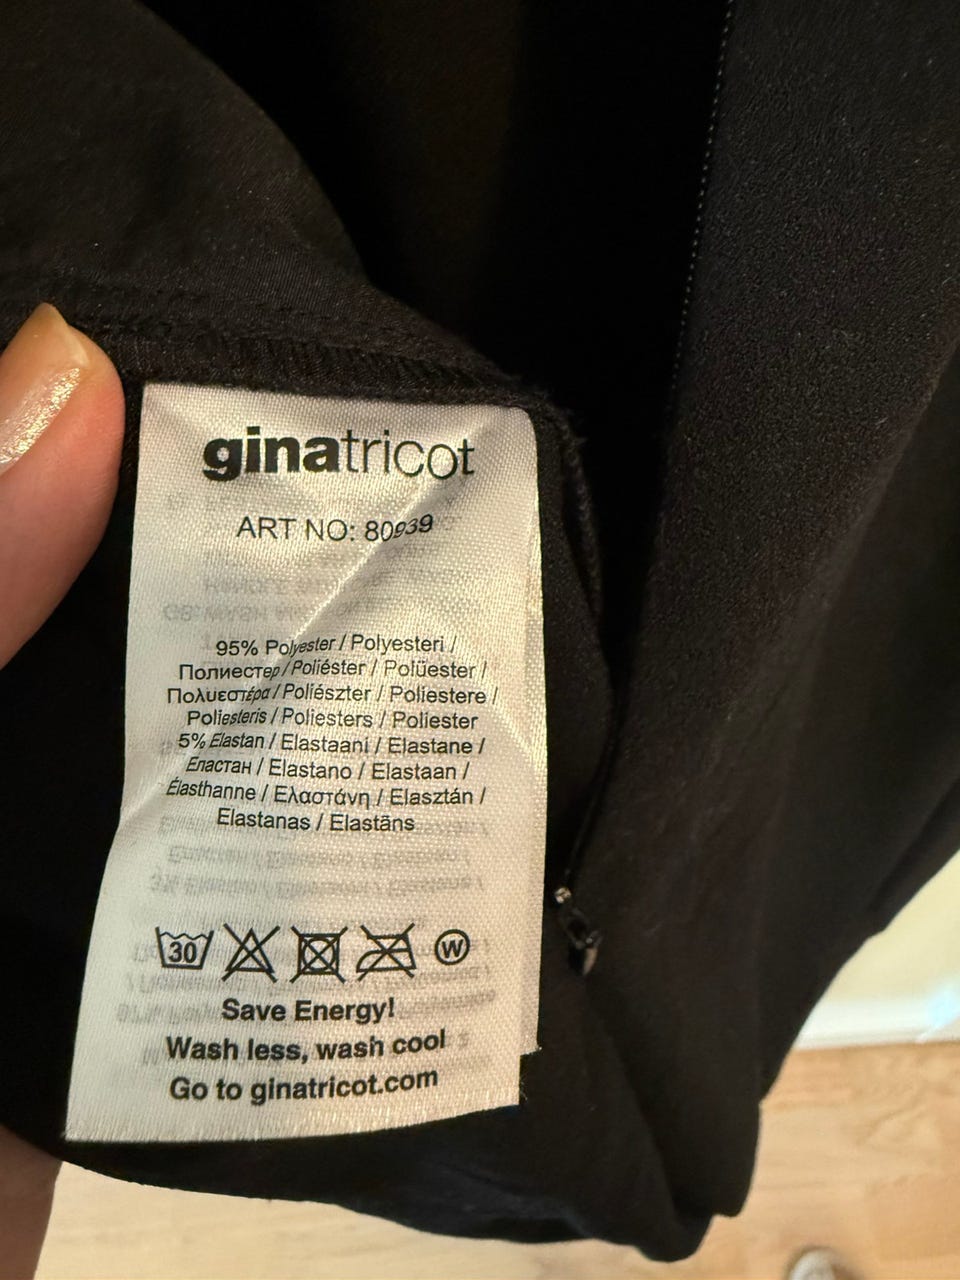 ginatricot
ART NO: 80939
95% Polyester / Polyesteri /
Полиестер / Poliéster / Polüester /
Πολυεστέρα / Poliészter / Poliestere /
Poliesteris / Poliesters / Poliester
5% Elastan / Elastaani / Elastane /
Еластан / Elastano / Elastaan /
Élasthanne / Ελαστάνη / Elasztán /
Elastanas / Elastāns
30 W
Save Energy!
Wash less, wash cool
Go to ginatricot.com